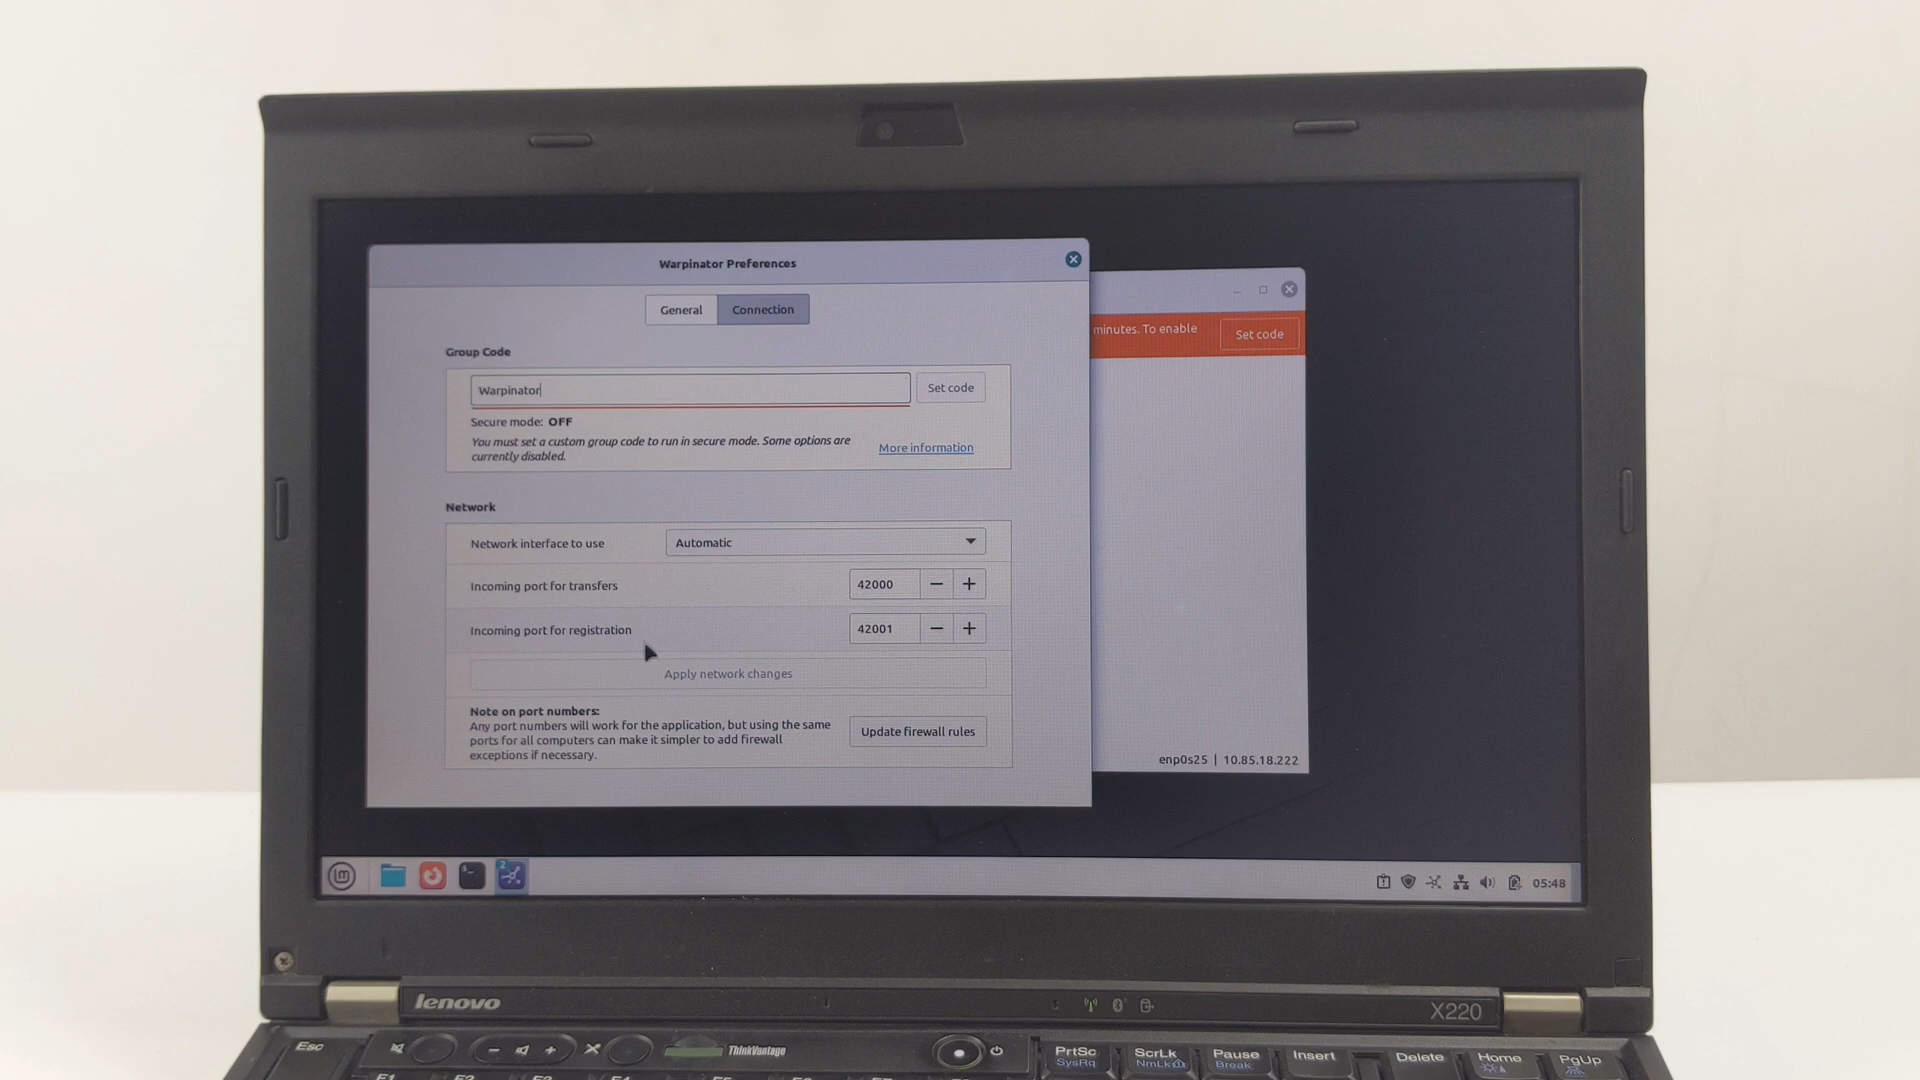 Warpinator Preferences
General
Connection
Group Code
minutes. To enable
Set code
Warpinator
Set code
Secure mode: OFF
You must set a custom group code to run in secure mode. Some options are
currently disabled.
More information
Network
Network interface to use
Automatic
Incoming port for transfers
42000
Incoming port for registration
42001
Apply network changes
Note on port numbers:
Any port numbers will work for the application, but using the same
ports for all computers can make it simpler to add firewall
exceptions if necessary.
Update firewall rules
enp0s25 | 10.85.18.222
2
05:48
lenovo
X220
Esc
ThinkVantage
PrtSc
SysRq
ScrLk
NmLk
Pause
Break
Insert
Delete
Home
PgUp